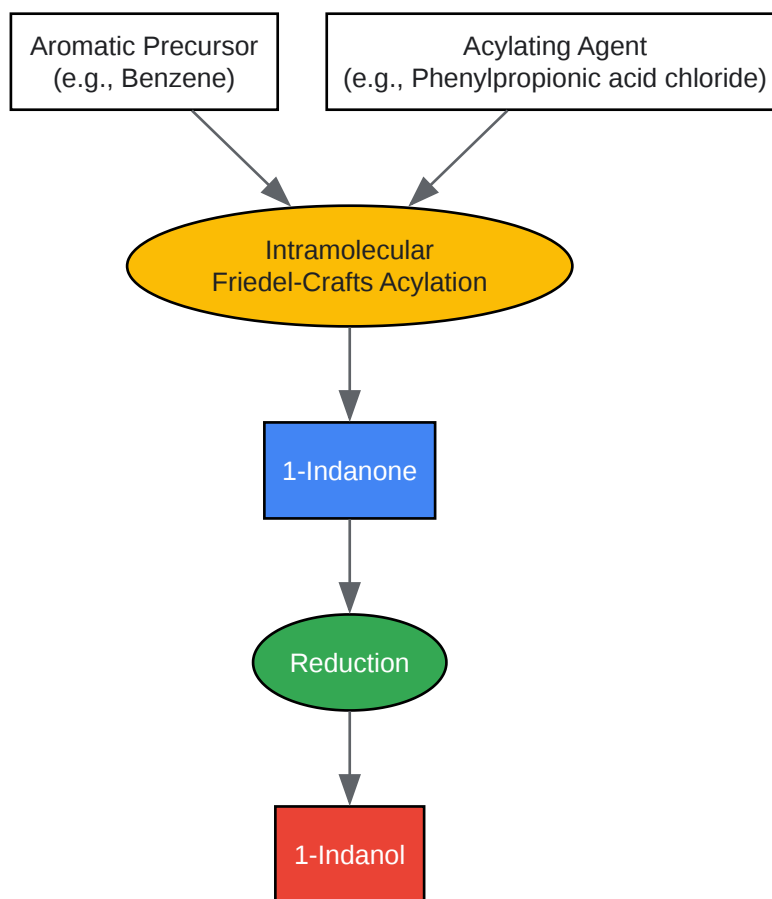 Aromatic Precursor
(e.g., Benzene)
Acylating Agent
(e.g., Phenylpropionic acid chloride)
Intramolecular
Friedel-Crafts Acylation
1-Indanone
Reduction
1-Indanol